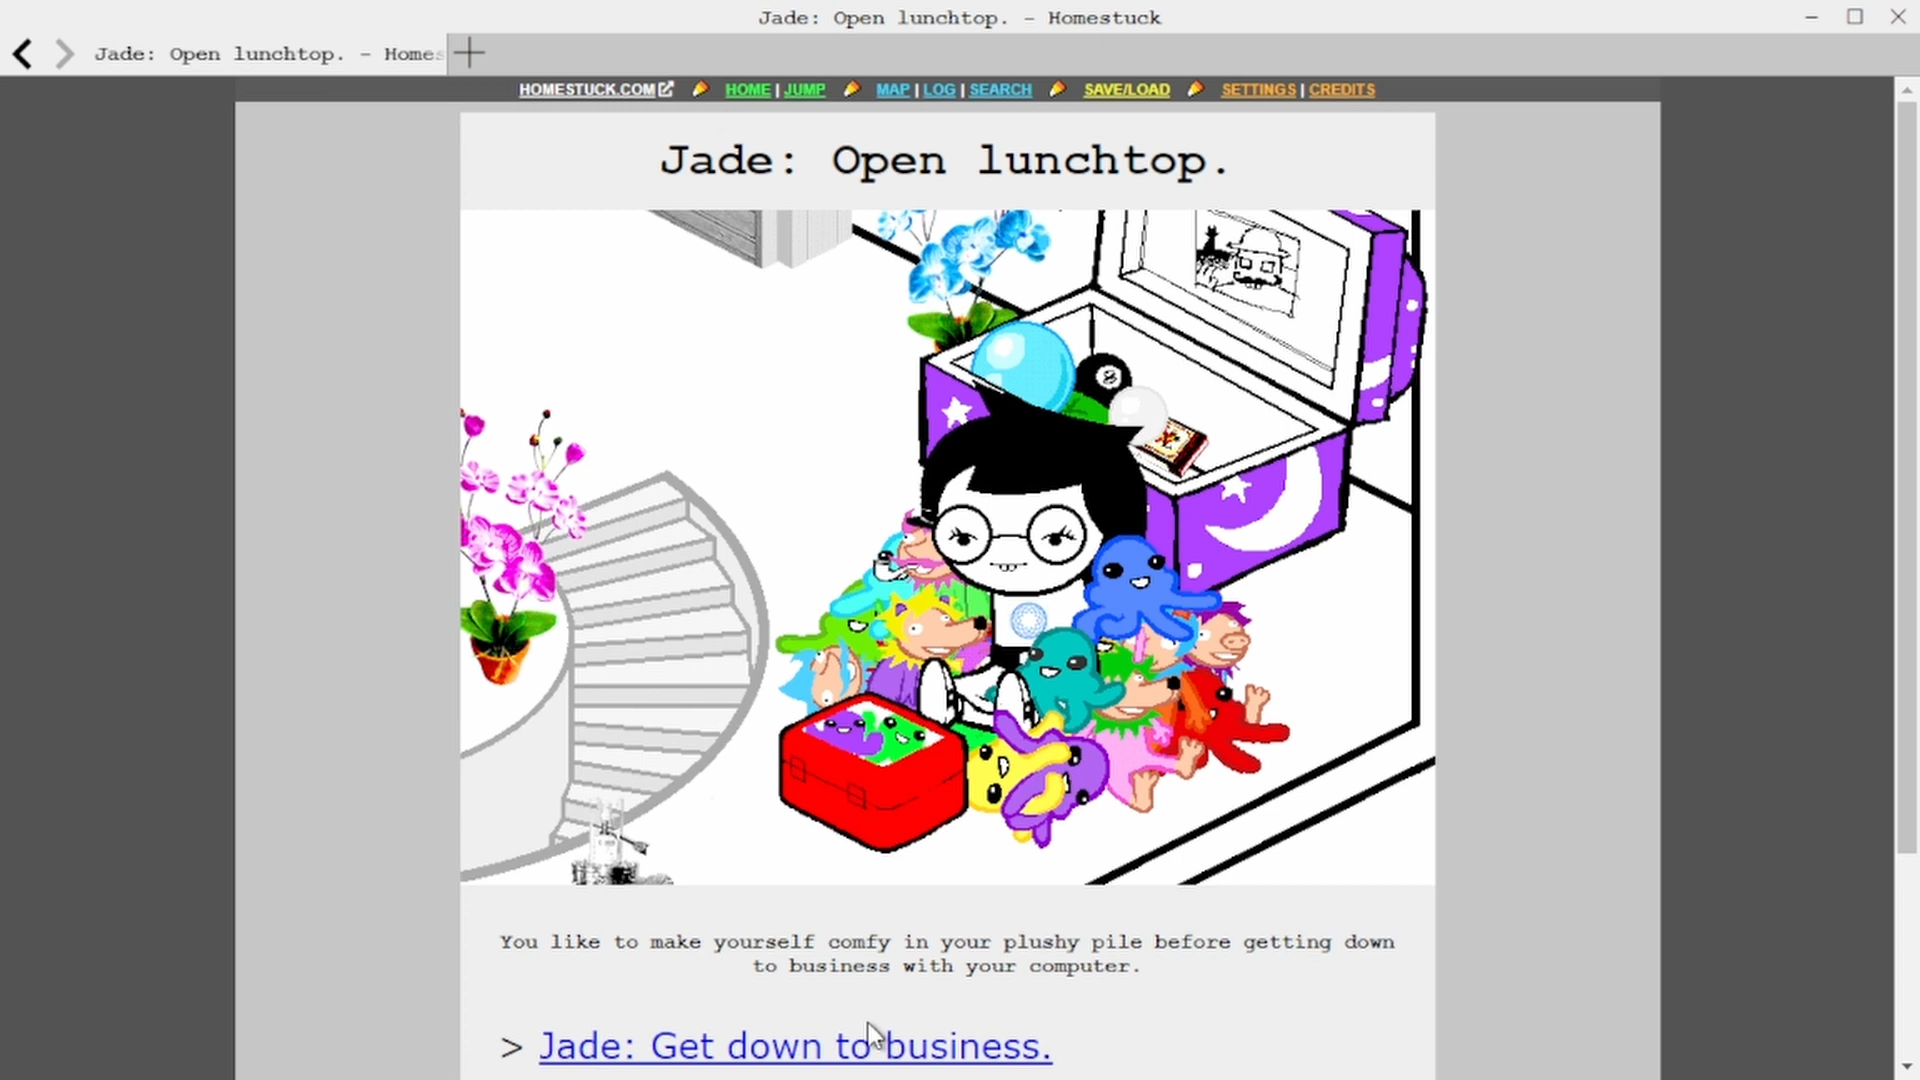 Jade: Open lunchtop. - Homestuck
Jade: Open lunchtop. - Homes
HOMESTUCK.COM HOME | JUMP MAP | LOG | SEARCH SAVE/LOAD SETTINGS | CREDITS
Jade: Open lunchtop.
8
You like to make yourself comfy in your plushy pile before getting down
to business with your computer.
> Jade: Get down to business.